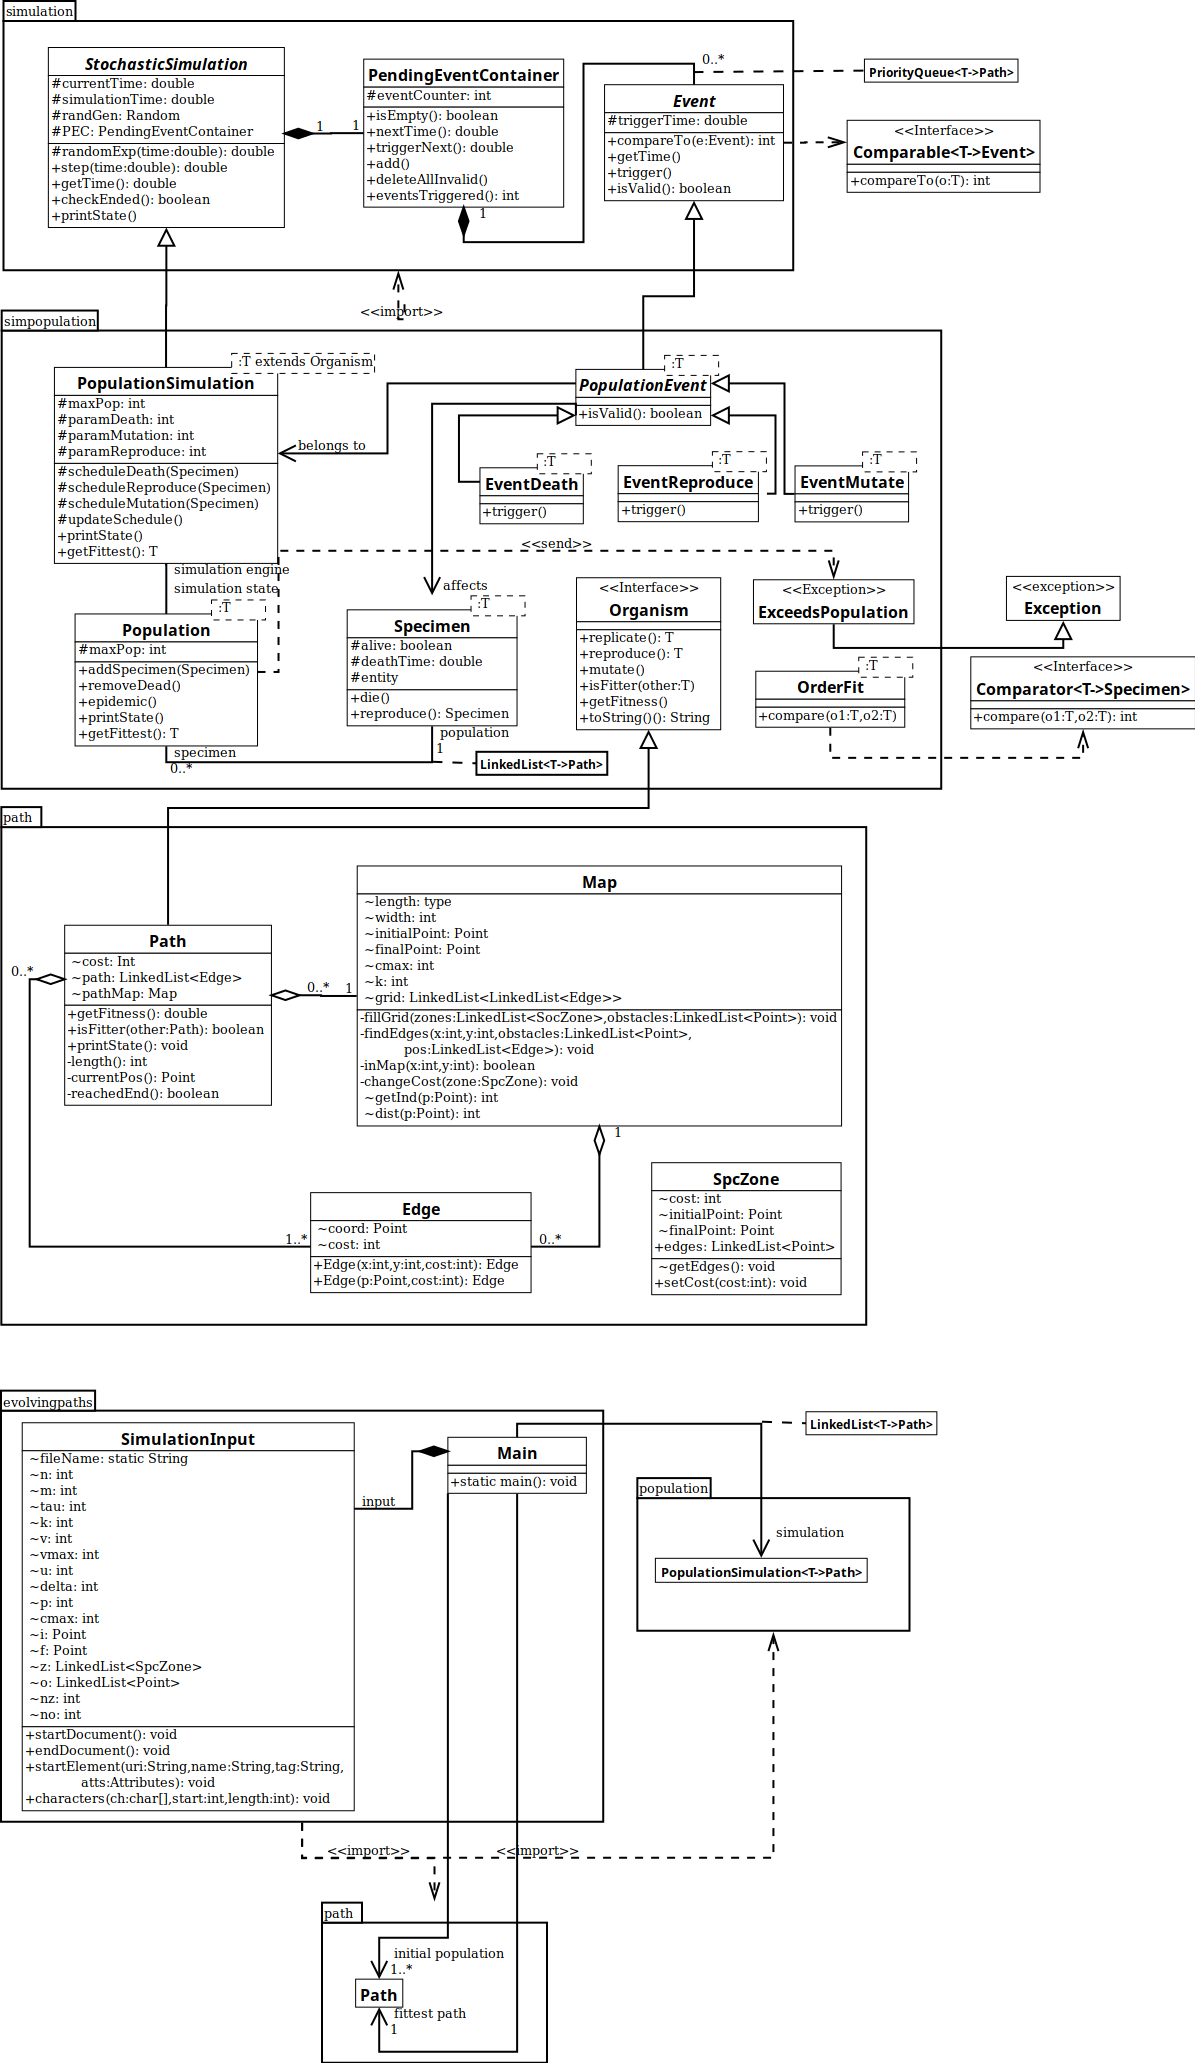 simulation
StochasticSimulation
#currentTime: double
#simulationTime: double
#randGen: Random
#PEC: PendingEventContainer
#randomExp(time:double): double
+step(time:double): double
+getTime(): double
+checkEnded(): boolean
+printState()
1
1
PendingEventContainer
#eventCounter: int
+isEmpty(): boolean
+nextTime(): double
+triggerNext(): double
+add()
+deleteAllInvalid()
+eventsTriggered(): int
1
0..*
Event
#triggerTime: double
+compareTo(e:Event): int
+getTime()
+trigger()
+isValid(): boolean
PriorityQueue<T->Path>
<<Interface>>
Comparable<T->Event>
+compareTo(o:T): int
<<import>>
simpopulation
:T extends Organism
PopulationSimulation
#maxPop: int
#paramDeath: int
#paramMutation: int
#paramReproduce: int
#scheduleDeath(Specimen)
#scheduleReproduce(Specimen)
#scheduleMutation(Specimen)
#updateSchedule()
+printState()
+getFittest(): T
belongs to
:T
PopulationEvent
+isValid(): boolean
:T
EventDeath
+trigger()
:T
EventReproduce
+trigger()
:T
EventMutate
+trigger()
<<send>>
simulation engine
simulation state
:T
Population
#maxPop: int
+addSpecimen(Specimen)
+removeDead()
+epidemic()
+printState()
+getFittest(): T
specimen
0..*
affects
:T
Specimen
#alive: boolean
#deathTime: double
#entity
+die()
+reproduce(): Specimen
population
1
LinkedList<T->Path>
<<Interface>>
Organism
+replicate(): T
+reproduce(): T
+mutate()
+isFitter(other:T)
+getFitness()
+toString()(): String
<<Exception>>
ExceedsPopulation
<<exception>>
Exception
:T
OrderFit
+compare(o1:T,o2:T)
<<Interface>>
Comparator<T->Specimen>
+compare(o1:T,o2:T): int
path
Path
~cost: Int
~path: LinkedList<Edge>
~pathMap: Map
+getFitness(): double
+isFitter(other:Path): boolean
+printState(): void
-length(): int
-currentPos(): Point
-reachedEnd(): boolean
0..*
0..*
1
Map
~length: type
~width: int
~initialPoint: Point
~finalPoint: Point
~cmax: int
~k: int
~grid: LinkedList<LinkedList<Edge>>
-fillGrid(zones:LinkedList<SocZone>,obstacles:LinkedList<Point>): void
-findEdges(x:int,y:int,obstacles:LinkedList<Point>,
pos:LinkedList<Edge>): void
-inMap(x:int,y:int): boolean
-changeCost(zone:SpcZone): void
~getInd(p:Point): int
~dist(p:Point): int
1
1..*
Edge
~coord: Point
~cost: int
+Edge(x:int,y:int,cost:int): Edge
+Edge(p:Point,cost:int): Edge
0..*
SpcZone
~cost: int
~initialPoint: Point
~finalPoint: Point
+edges: LinkedList<Point>
~getEdges(): void
+setCost(cost:int): void
evolvingpaths
SimulationInput
~fileName: static String
~n: int
~m: int
~tau: int
~k: int
~v: int
~vmax: int
~u: int
~delta: int
~p: int
~cmax: int
~i: Point
~f: Point
~z: LinkedList<SpcZone>
~o: LinkedList<Point>
~nz: int
~no: int
+startDocument(): void
+endDocument(): void
+startElement(uri:String,name:String,tag:String,
atts:Attributes): void
+characters(ch:char[],start:int,length:int): void
input
Main
+static main(): void
LinkedList<T->Path>
population
simulation
PopulationSimulation<T->Path>
<<import>>
<<import>>
path
initial population
1..*
Path
fittest path
1